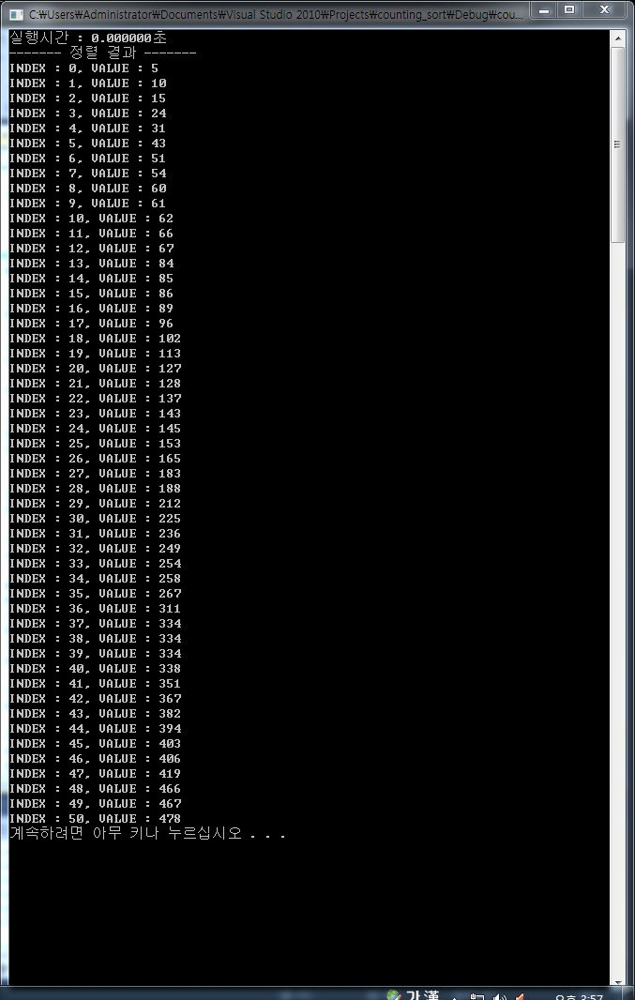 C:₩Users₩Administrator₩Documents₩Visual Studio 2010₩Projects₩counting_sort₩Debug₩cou...
실행시간 : 0.000000초
------- 정렬 결과 -------
INDEX : 0, VALUE : 5
INDEX : 1, VALUE : 10
INDEX : 2, VALUE : 15
INDEX : 3, VALUE : 24
INDEX : 4, VALUE : 31
INDEX : 5, VALUE : 43
INDEX : 6, VALUE : 51
INDEX : 7, VALUE : 54
INDEX : 8, VALUE : 60
INDEX : 9, VALUE : 61
INDEX : 10, VALUE : 62
INDEX : 11, VALUE : 66
INDEX : 12, VALUE : 67
INDEX : 13, VALUE : 84
INDEX : 14, VALUE : 85
INDEX : 15, VALUE : 86
INDEX : 16, VALUE : 89
INDEX : 17, VALUE : 96
INDEX : 18, VALUE : 102
INDEX : 19, VALUE : 113
INDEX : 20, VALUE : 127
INDEX : 21, VALUE : 128
INDEX : 22, VALUE : 137
INDEX : 23, VALUE : 143
INDEX : 24, VALUE : 145
INDEX : 25, VALUE : 153
INDEX : 26, VALUE : 165
INDEX : 27, VALUE : 183
INDEX : 28, VALUE : 188
INDEX : 29, VALUE : 212
INDEX : 30, VALUE : 225
INDEX : 31, VALUE : 236
INDEX : 32, VALUE : 249
INDEX : 33, VALUE : 254
INDEX : 34, VALUE : 258
INDEX : 35, VALUE : 267
INDEX : 36, VALUE : 311
INDEX : 37, VALUE : 334
INDEX : 38, VALUE : 334
INDEX : 39, VALUE : 334
INDEX : 40, VALUE : 338
INDEX : 41, VALUE : 351
INDEX : 42, VALUE : 367
INDEX : 43, VALUE : 382
INDEX : 44, VALUE : 394
INDEX : 45, VALUE : 403
INDEX : 46, VALUE : 406
INDEX : 47, VALUE : 419
INDEX : 48, VALUE : 466
INDEX : 49, VALUE : 467
INDEX : 50, VALUE : 478
계속하려면 아무 키나 누르십시오 . . .
가 漢 오후 3:57